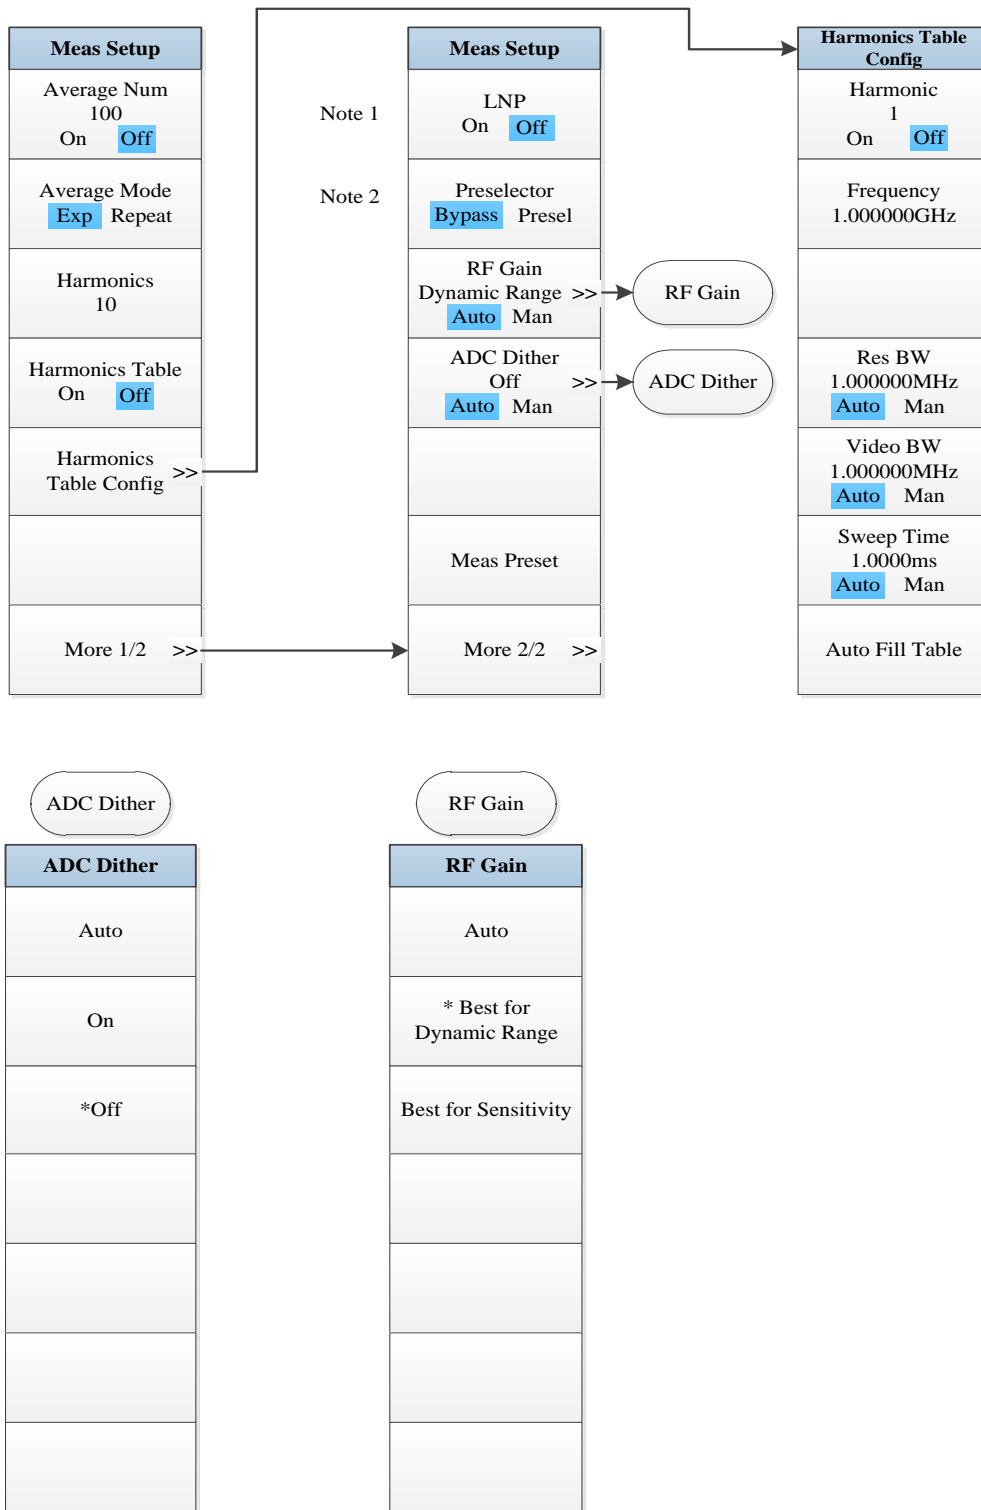 Meas Setup
Average Num
100
On Off
Average Mode
Exp Repeat
Harmonics
10
Harmonics Table
On Off
Harmonics
Table Config >>
More 1/2 >>
Note 1
Note 2
Meas Setup
LNP
On Off
Preselector
Bypass Presel
RF Gain
Dynamic Range >>
Auto Man
RF Gain
ADC Dither
Off >>
Auto Man
ADC Dither
Meas Preset
More 2/2 >>
Harmonics Table
Config
Harmonic
1
On Off
Frequency
1.000000GHz
Res BW
1.000000MHz
Auto Man
Video BW
1.000000MHz
Auto Man
Sweep Time
1.0000ms
Auto Man
Auto Fill Table
ADC Dither
ADC Dither
Auto
On
*Off
RF Gain
RF Gain
Auto
* Best for
Dynamic Range
Best for Sensitivity